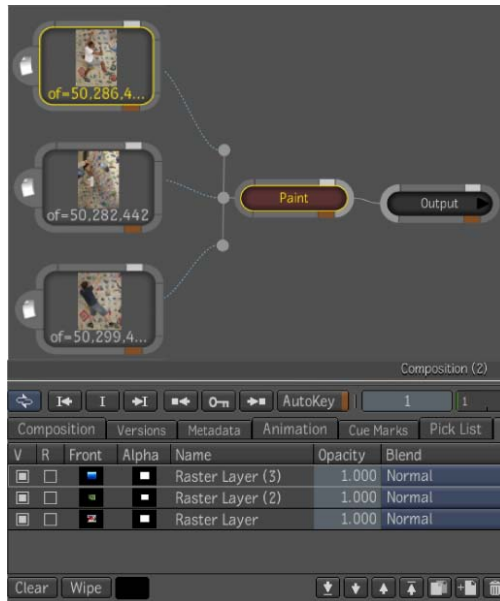 of=50,286,4...
of=50,282,442
of=50,299,4...
Paint
Output
Composition (2)
I
AutoKey
1
1
Composition Versions Metadata Animation Cue Marks Pick List
V R Front Alpha Name Opacity Blend
Raster Layer (3) 1.000 Normal
Raster Layer (2) 1.000 Normal
Raster Layer 1.000 Normal
Clear Wipe